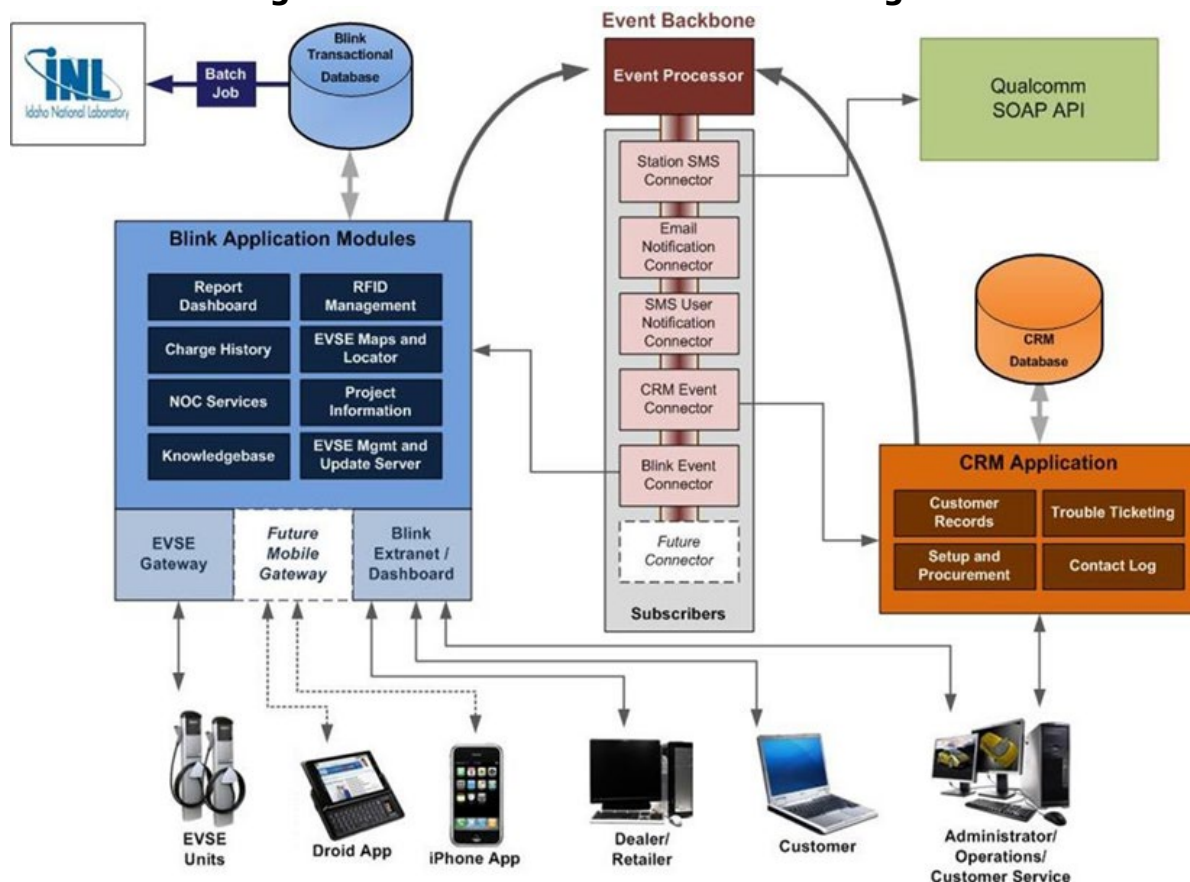 Event Backbone
INL
Idaho National Laboratory
Batch
Job
Blink
Transactional
Database
Event Processor
Qualcomm
SOAP API
Station SMS
Connector
Email
Notification
Connector
SMS User
Notification
Connector
CRM Event
Connector
Blink Event
Connector
Future
Connector
Subscribers
Blink Application Modules
Report
Dashboard
RFID
Management
Charge History
EVSE Maps and
Locator
NOC Services
Project
Information
Knowledgebase
EVSE Mgmt and
Update Server
EVSE
Gateway
Future
Mobile
Gateway
Blink
Extranet /
Dashboard
CRM
Database
CRM Application
Customer
Records
Trouble Ticketing
Setup and
Procurement
Contact Log
EVSE
Units
Droid App
iPhone App
Dealer/
Retailer
Customer
Administrator/
Operations/
Customer Service